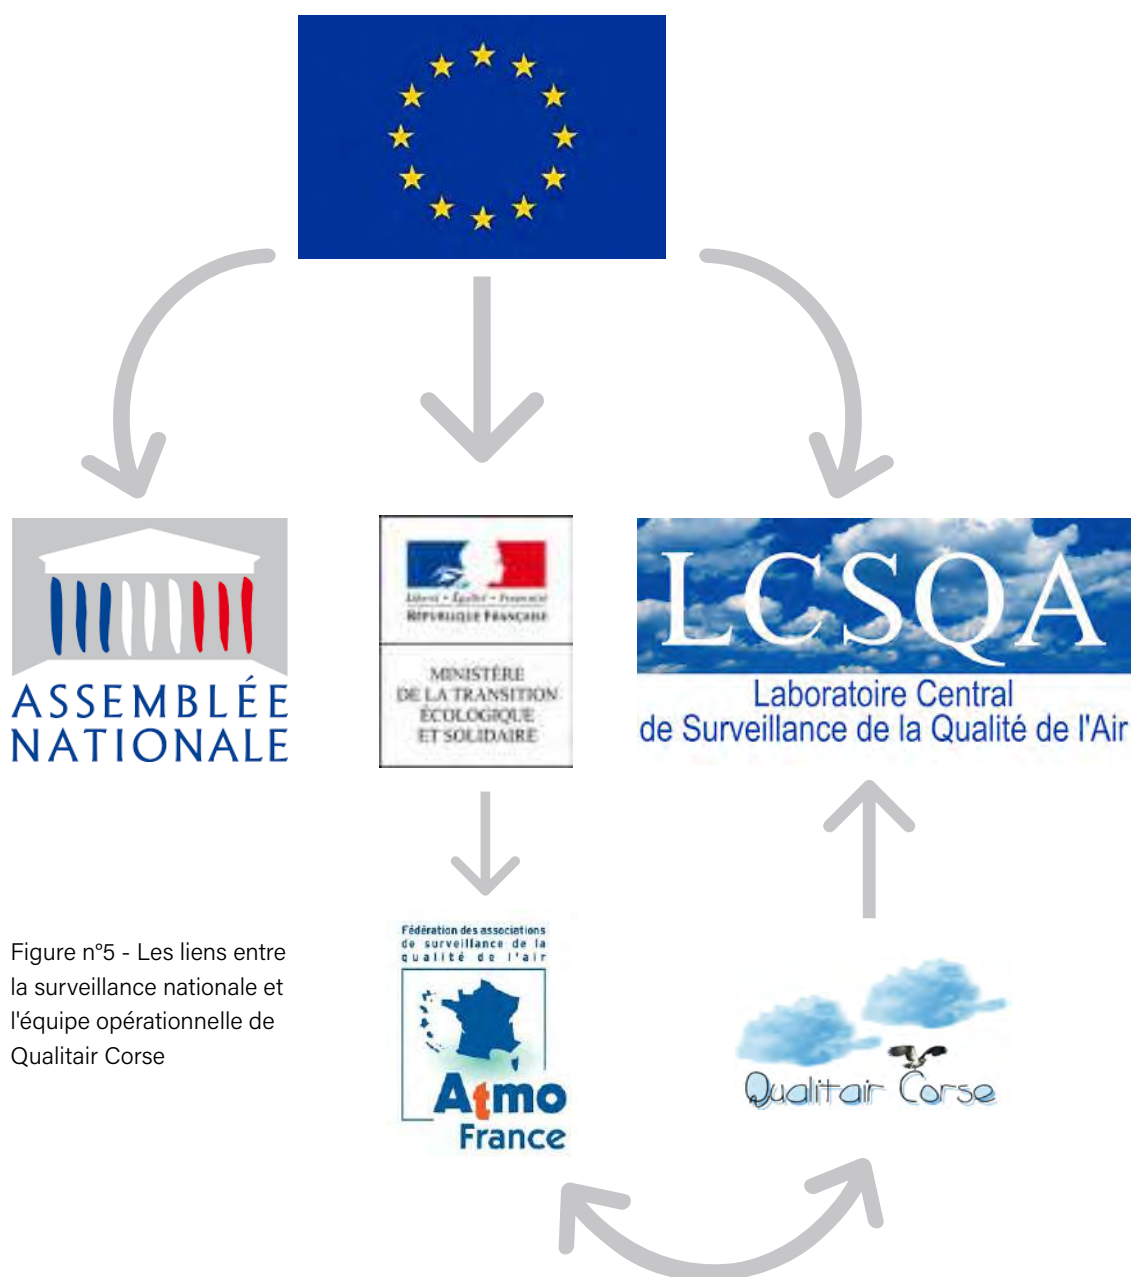 ASSEMBLÉE
NATIONALE
Liberté • Égalité • Fraternité
RÉPUBLIQUE FRANÇAISE
MINISTÈRE
DE LA TRANSITION
ÉCOLOGIQUE
ET SOLIDAIRE
LCSQA
Laboratoire Central
de Surveillance de la Qualité de l'Air
Figure n°5 - Les liens entre
la surveillance nationale et
l'équipe opérationnelle de
Qualitair Corse
Fédération des associations
de surveillance de la
qualité de l'air
Atmo
France
Qualitair Corse